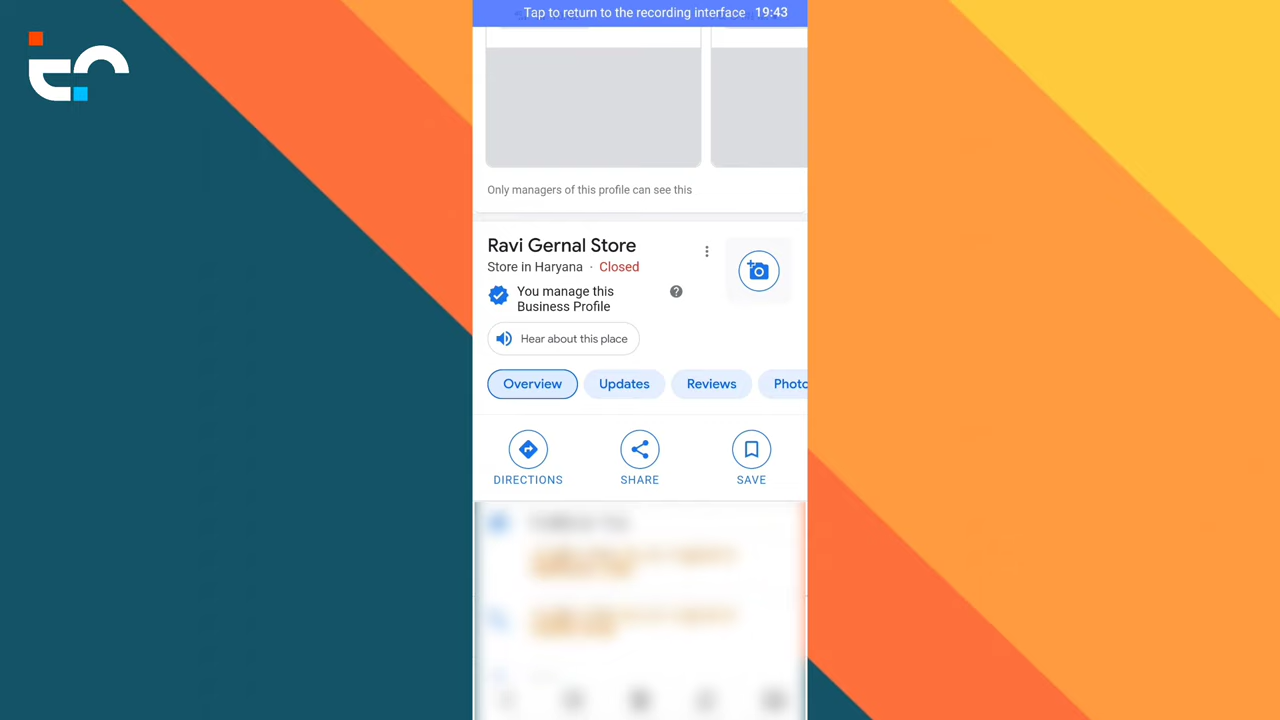 Tap to return to the recording interface 19:43
Only managers of this profile can see this
Ravi Gernal Store
Store in Haryana · Closed
You manage this
Business Profile
Hear about this place
Overview Updates Reviews Photo
DIRECTIONS SHARE SAVE